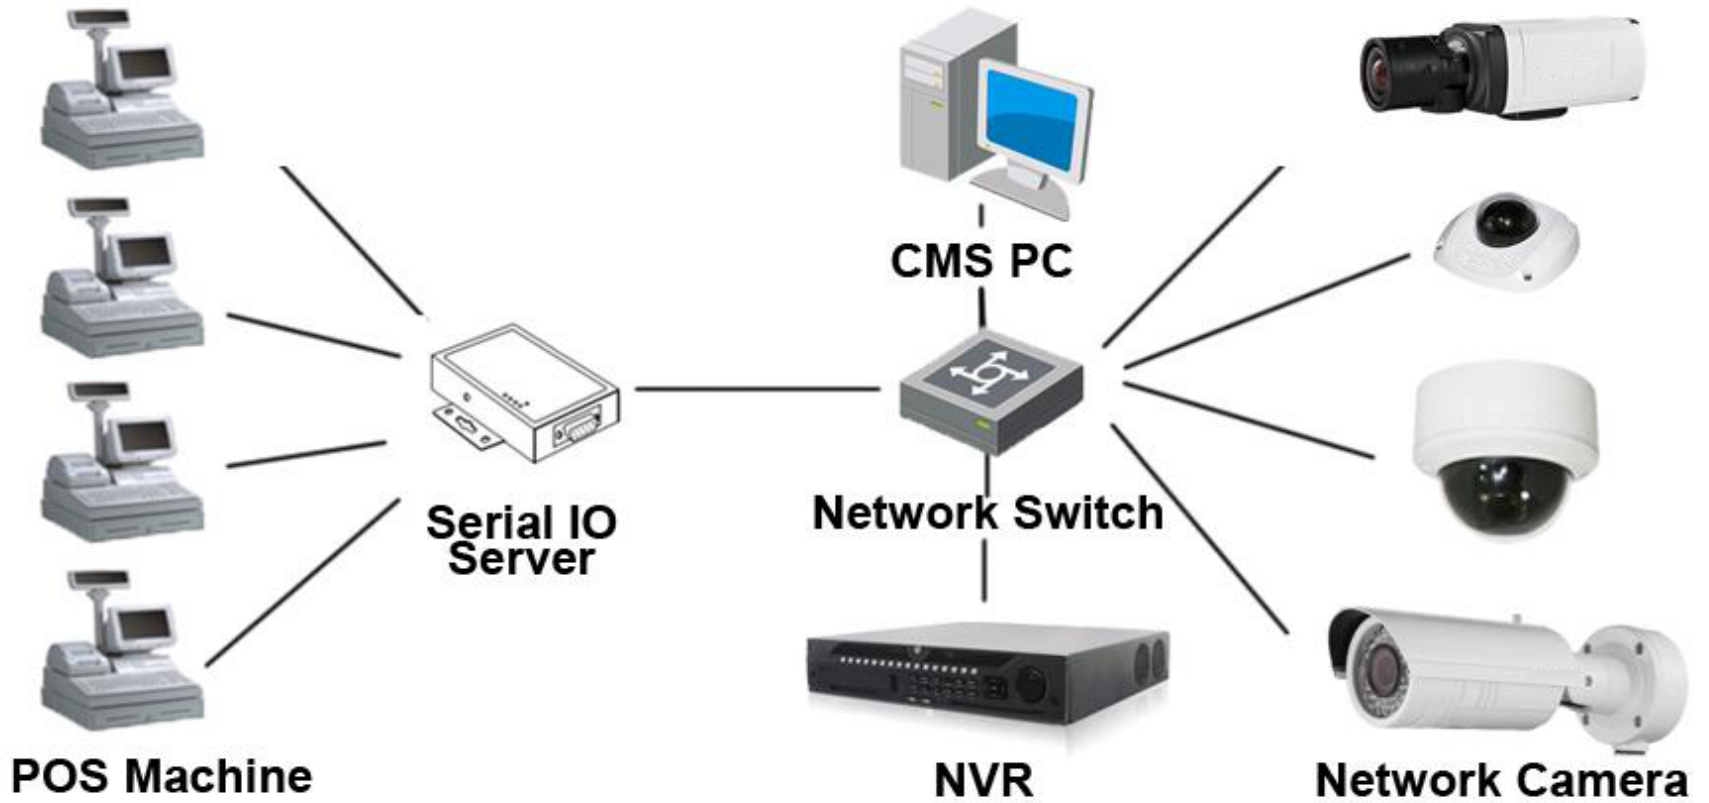 CMS PC
Serial IO
Server
Network Switch
POS Machine
NVR
Network Camera